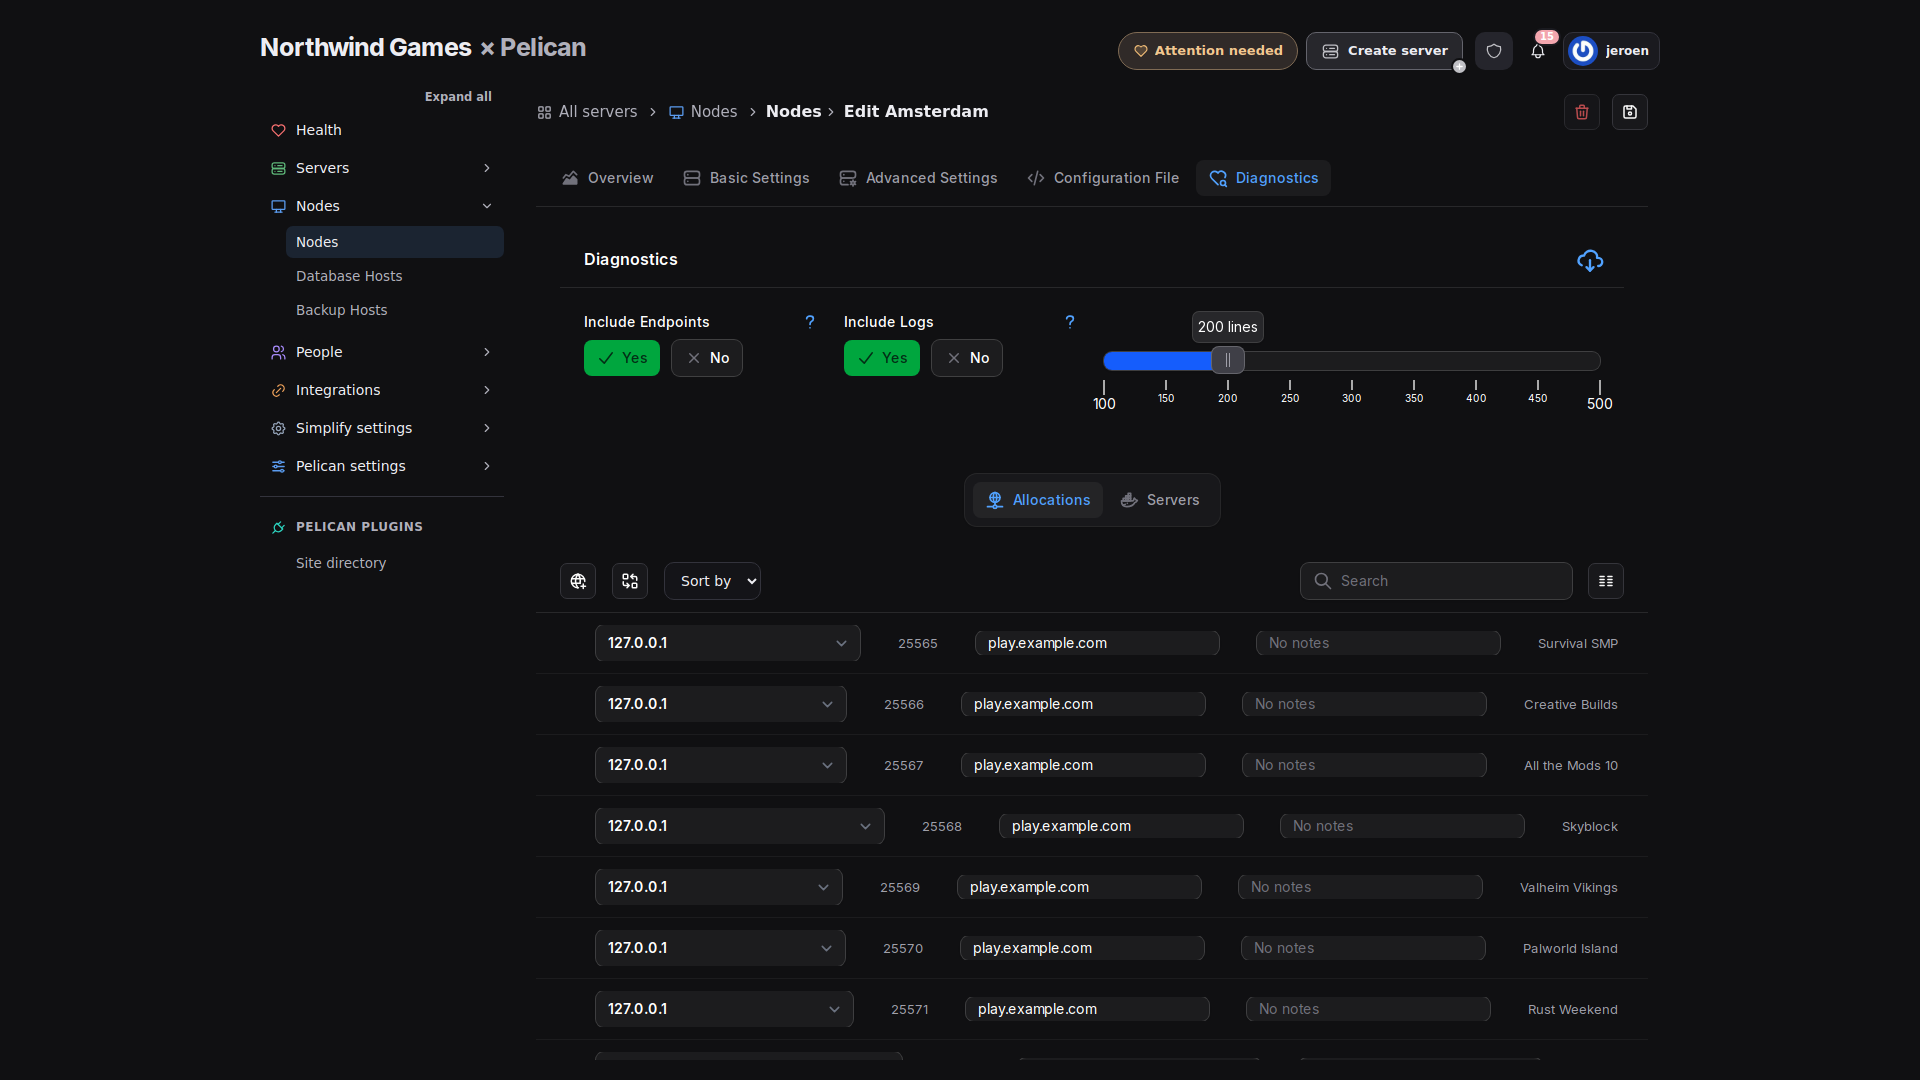 Northwind Games × Pelican
Attention needed
Create server
15
jeroen
Expand all
Health
Servers
Nodes
Nodes
Database Hosts
Backup Hosts
People
Integrations
Simplify settings
Pelican settings
PELICAN PLUGINS
Site directory
All servers > Nodes > Nodes > Edit Amsterdam
Overview
Basic Settings
Advanced Settings
Configuration File
Diagnostics
Diagnostics
Include Endpoints ?
Yes
No
Include Logs ?
Yes
No
200 lines
100 150 200 250 300 350 400 450 500
Allocations
Servers
Sort by
Search
127.0.0.1 25565 play.example.com No notes Survival SMP
127.0.0.1 25566 play.example.com No notes Creative Builds
127.0.0.1 25567 play.example.com No notes All the Mods 10
127.0.0.1 25568 play.example.com No notes Skyblock
127.0.0.1 25569 play.example.com No notes Valheim Vikings
127.0.0.1 25570 play.example.com No notes Palworld Island
127.0.0.1 25571 play.example.com No notes Rust Weekend